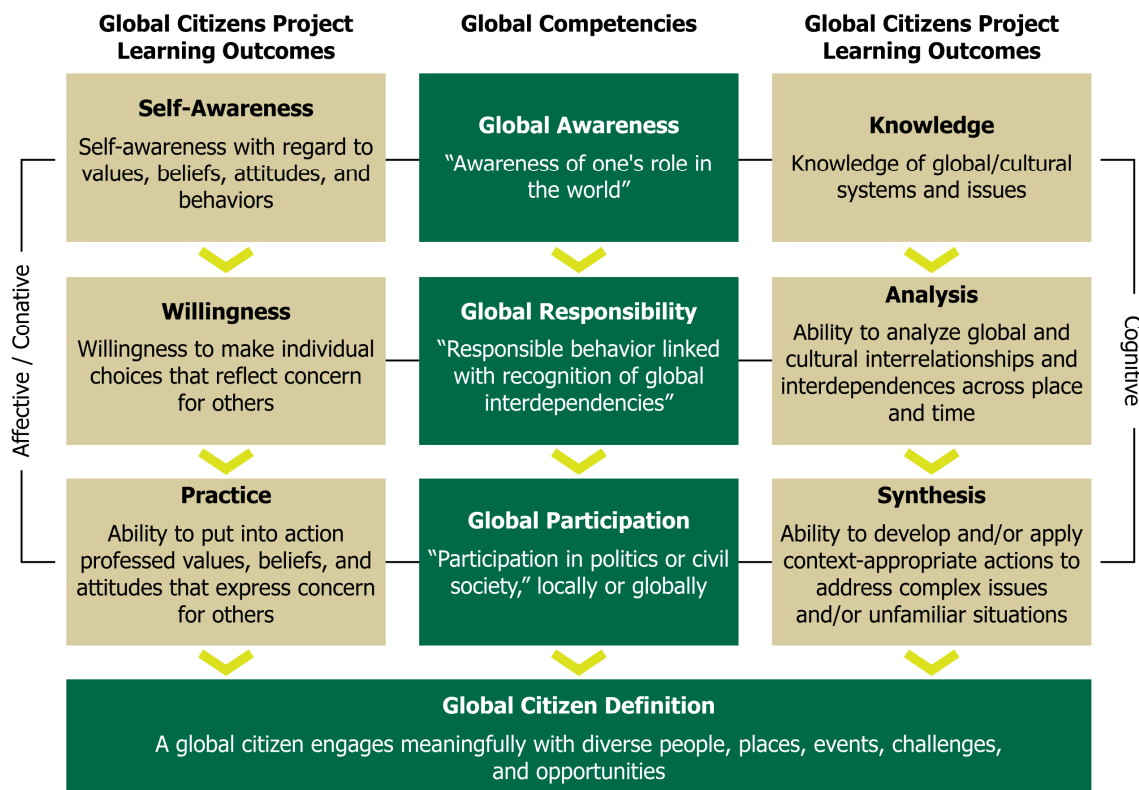 Global Citizens Project
Learning Outcomes
Global Competencies
Global Citizens Project
Learning Outcomes
Affective / Conative
Self-Awareness
Self-awareness with regard to
values, beliefs, attitudes, and
behaviors
Global Awareness
“Awareness of one's role in
the world”
Knowledge
Knowledge of global/cultural
systems and issues
Cognitive
Willingness
Willingness to make individual
choices that reflect concern
for others
Global Responsibility
“Responsible behavior linked
with recognition of global
interdependencies”
Analysis
Ability to analyze global and
cultural interrelationships and
interdependences across place
and time
Practice
Ability to put into action
professed values, beliefs, and
attitudes that express concern
for others
Global Participation
“Participation in politics or civil
society,” locally or globally
Synthesis
Ability to develop and/or apply
context-appropriate actions to
address complex issues
and/or unfamiliar situations
Global Citizen Definition
A global citizen engages meaningfully with diverse people, places, events, challenges,
and opportunities